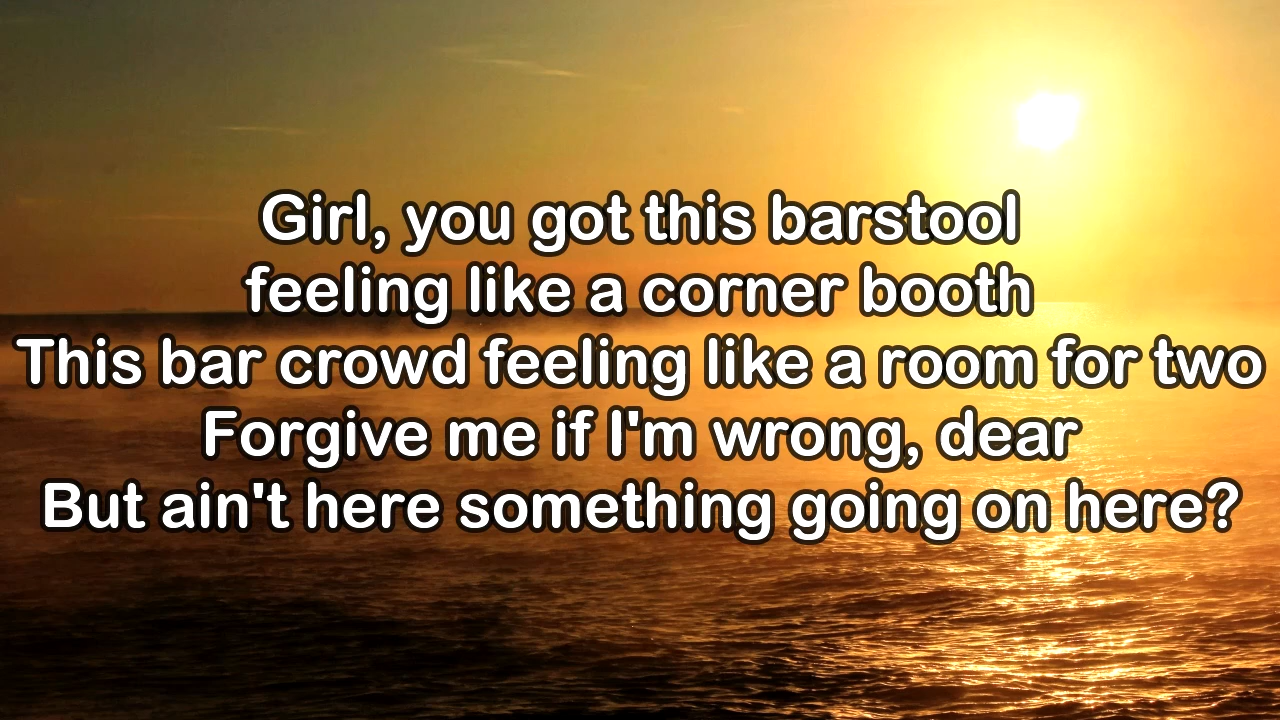 Girl, you got this barstool
feeling like a corner booth
This bar crowd feeling like a room for two
Forgive me if I'm wrong, dear
But ain't here something going on here?